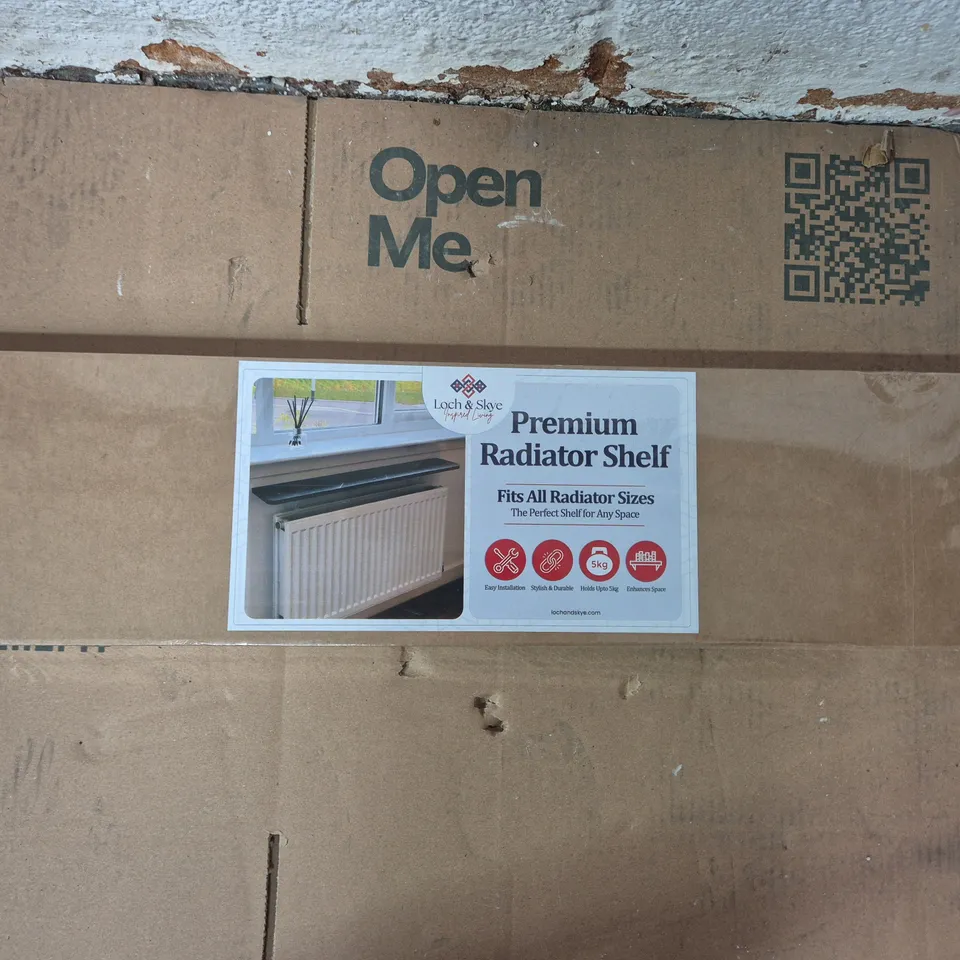 Open
Me
Loch & Skye
Inspired Living
Premium
Radiator Shelf
Fits All Radiator Sizes
The Perfect Shelf for Any Space
5kg
Easy Installation
Stylish & Durable
Holds Upto 5kg
Enhances Space
lochandskye.com